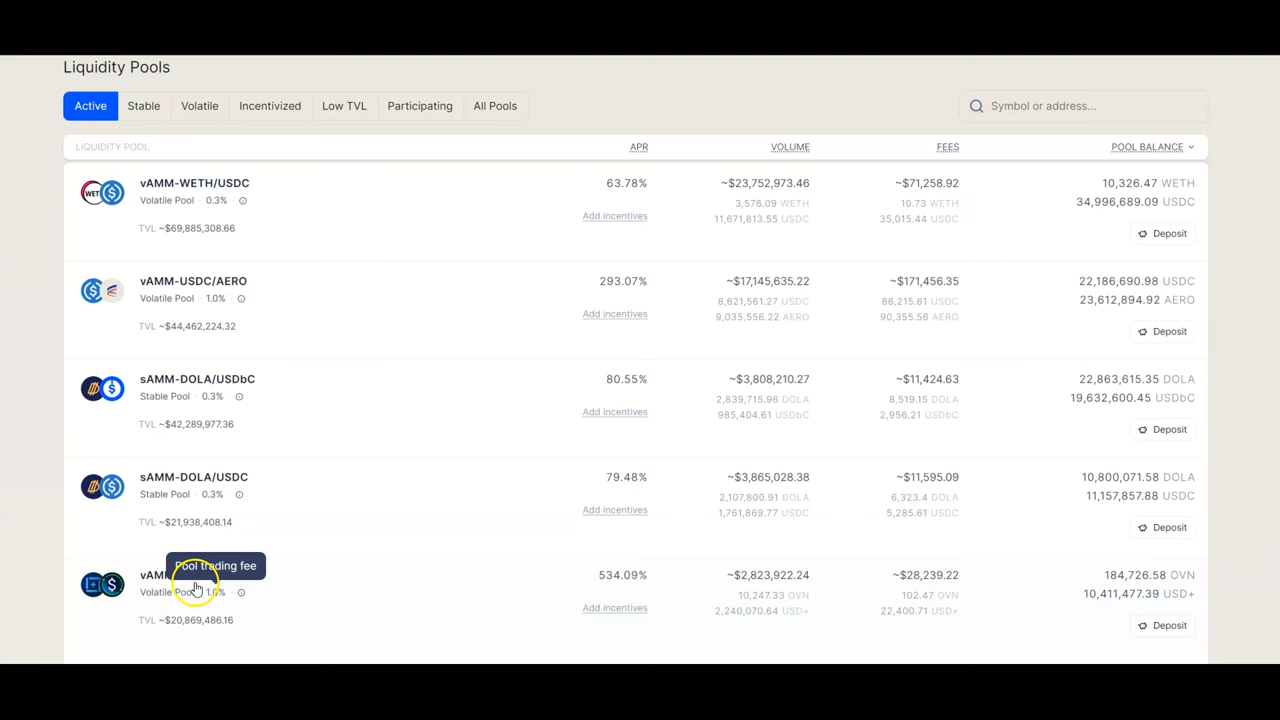 Liquidity Pools
Active Stable Volatile Incentivized Low TVL Participating All Pools Symbol or address...
LIQUIDITY POOL APR VOLUME FEES POOL BALANCE
WET vAMM-WETH/USDC 63.78% ~$23,752,973.46 ~$71,258.92 10,326.47 WETH
Volatile Pool · 0.3% 3,576.09 WETH 10.73 WETH 34,996,689.09 USDC
Add incentives 11,671,813.55 USDC 35,015.44 USDC
TVL ~$69,885,308.66 Deposit
vAMM-USDC/AERO 293.07% ~$17,145,635.22 ~$171,456.35 22,186,690.98 USDC
Volatile Pool · 1.0% 8,621,561.27 USDC 86,215.61 USDC 23,612,894.92 AERO
Add incentives 9,035,556.22 AERO 90,355.56 AERO
TVL ~$44,462,224.32 Deposit
sAMM-DOLA/USDbC 80.55% ~$3,808,210.27 ~$11,424.63 22,863,615.35 DOLA
Stable Pool · 0.3% 2,839,715.96 DOLA 8,519.15 DOLA 19,632,600.45 USDbC
Add incentives 985,404.61 USDbC 2,956.21 USDbC
TVL ~$42,289,977.36 Deposit
sAMM-DOLA/USDC 79.48% ~$3,865,028.38 ~$11,595.09 10,800,071.58 DOLA
Stable Pool · 0.3% 2,107,800.91 DOLA 6,323.4 DOLA 11,157,857.88 USDC
Add incentives 1,761,869.77 USDC 5,285.61 USDC
TVL ~$21,938,408.14 Deposit
Pool trading fee
534.09% ~$2,823,922.24 ~$28,239.22 184,726.58 OVN
Volatile Pool 1.0% 10,247.33 OVN 102.47 OVN 10,411,477.39 USD+
Add incentives 2,240,070.64 USD+ 22,400.71 USD+
TVL ~$20,869,486.16 Deposit